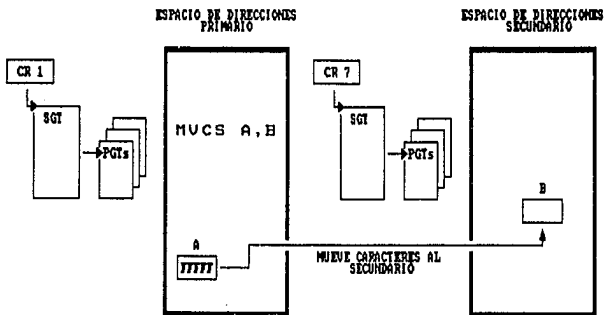 ESPACIO DE DIRECCIONES
PRIMARIO
ESPACIO DE DIRECCIONES
SECUNDARIO
CR 1
SGT
PGTs
MVCS A,B
CR 7
SGT
PGTs
A
YYYYY
B
MUEVE CARACTERES AL
SECUNDARIO